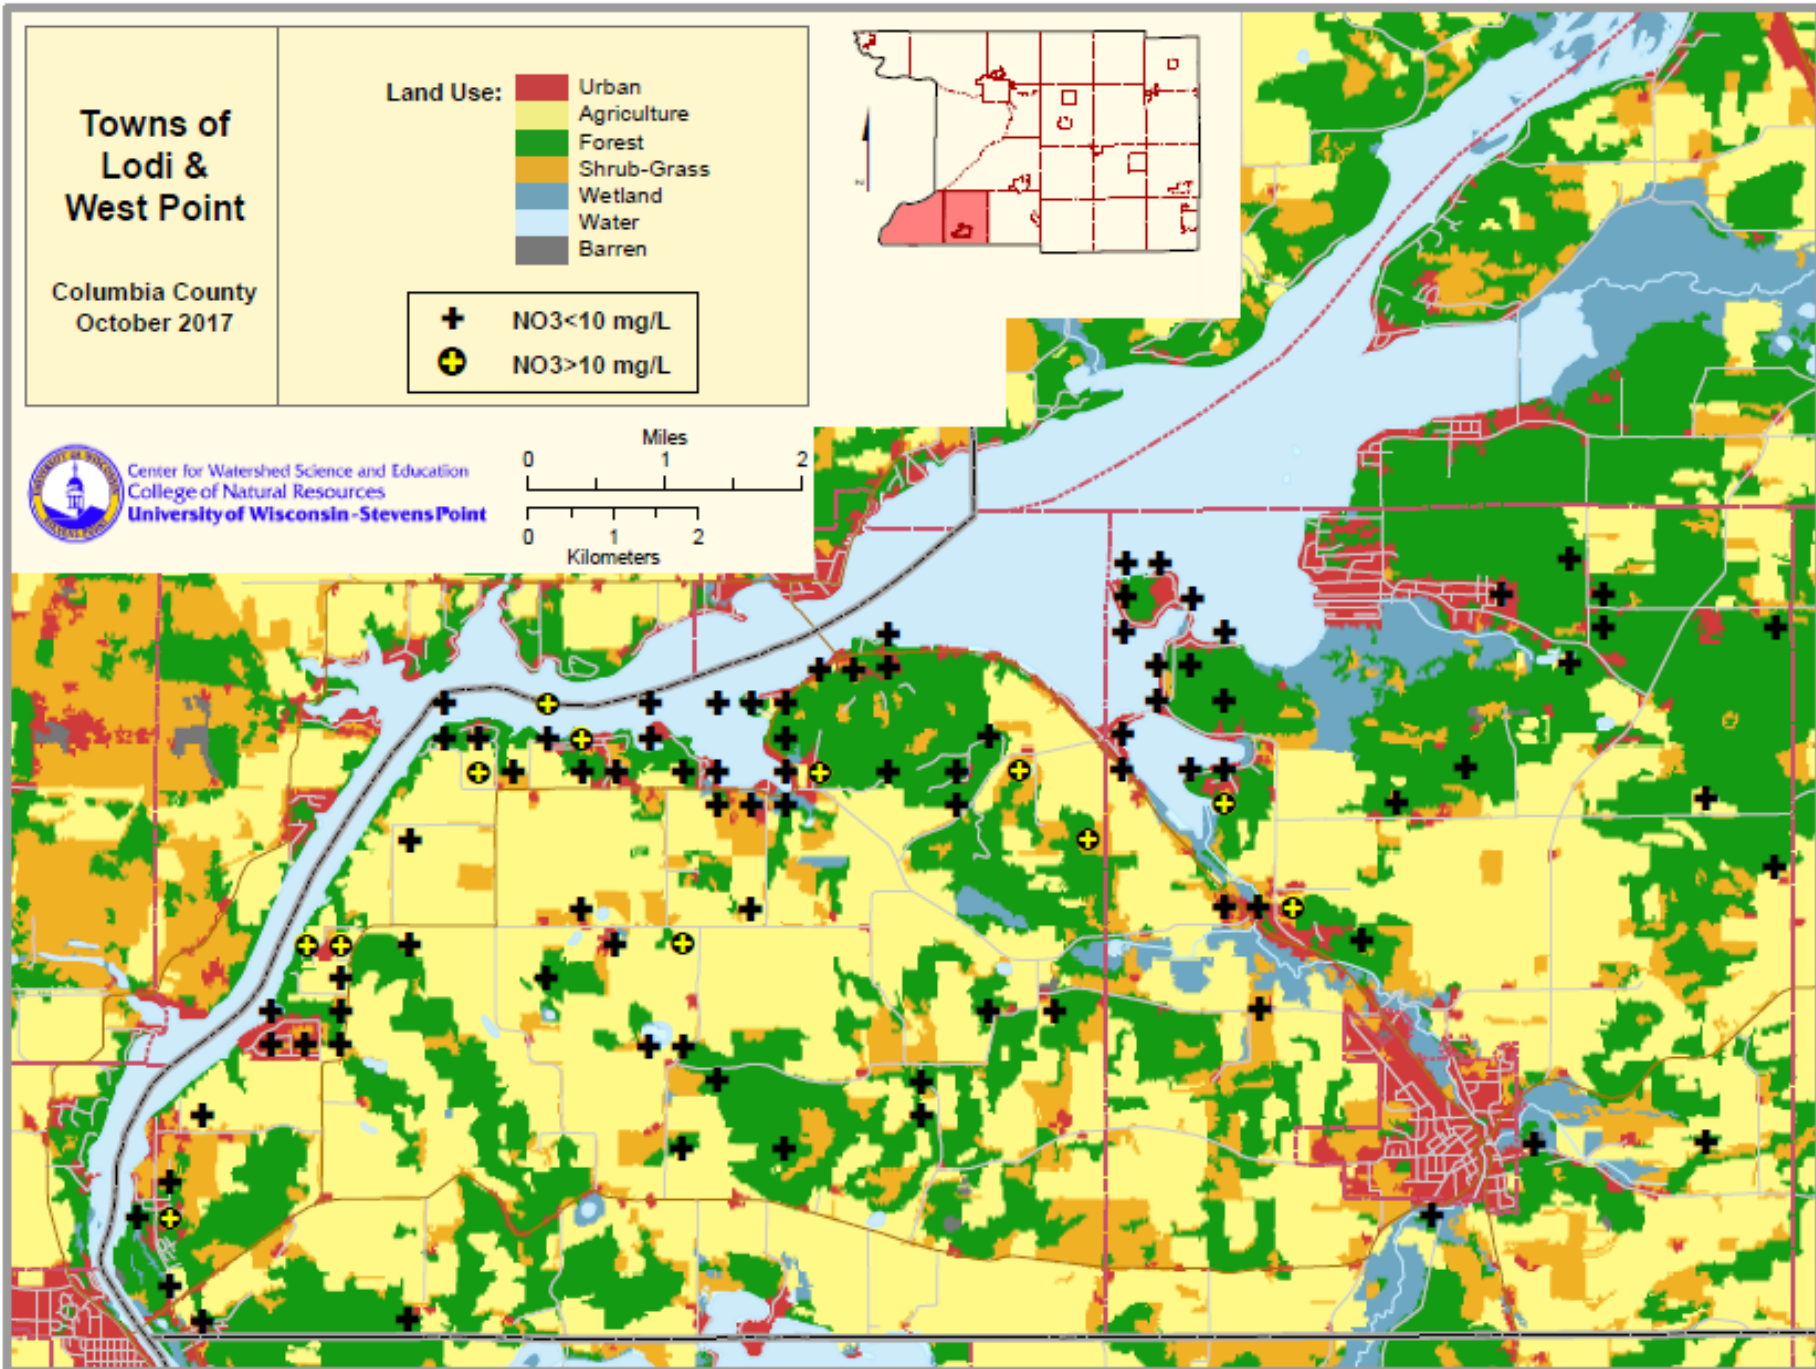 Towns of
Lodi &
West Point
Columbia County
October 2017
Land Use:
Urban
Agriculture
Forest
Shrub-Grass
Wetland
Water
Barren
NO3<10 mg/L
NO3>10 mg/L
Center for Watershed Science and Education
College of Natural Resources
University of Wisconsin-Stevens Point
Miles
0 1 2
0 1 2
Kilometers